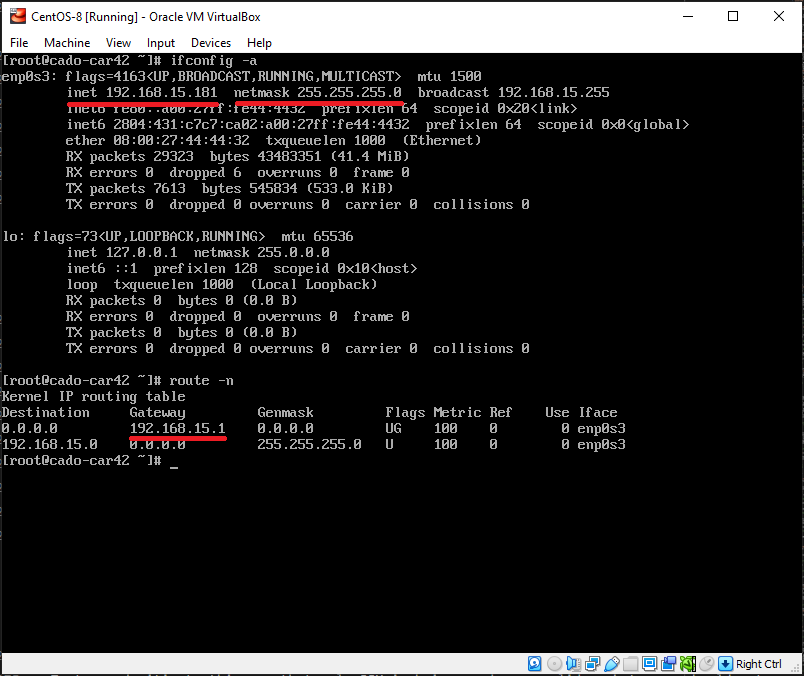 CentOS-8 [Running] - Oracle VM VirtualBox
File Machine View Input Devices Help
[root@cado-car42 ~]# ifconfig -a
enp0s3: flags=4163<UP,BROADCAST,RUNNING,MULTICAST> mtu 1500
inet 192.168.15.181 netmask 255.255.255.0 broadcast 192.168.15.255
inet6 fe80::a00:27ff:fe44:4432 prefixlen 64 scopeid 0x20<link>
inet6 2804:431:c7c7:ca02:a00:27ff:fe44:4432 prefixlen 64 scopeid 0x0<global>
ether 08:00:27:44:44:32 txqueuelen 1000 (Ethernet)
RX packets 29323 bytes 43483351 (41.4 MiB)
RX errors 0 dropped 6 overruns 0 frame 0
TX packets 7613 bytes 545834 (533.0 KiB)
TX errors 0 dropped 0 overruns 0 carrier 0 collisions 0
lo: flags=73<UP,LOOPBACK,RUNNING> mtu 65536
inet 127.0.0.1 netmask 255.0.0.0
inet6 ::1 prefixlen 128 scopeid 0x10<host>
loop txqueuelen 1000 (Local Loopback)
RX packets 0 bytes 0 (0.0 B)
RX errors 0 dropped 0 overruns 0 frame 0
TX packets 0 bytes 0 (0.0 B)
TX errors 0 dropped 0 overruns 0 carrier 0 collisions 0
[root@cado-car42 ~]# route -n
Kernel IP routing table
Destination Gateway Genmask Flags Metric Ref Use Iface
0.0.0.0 192.168.15.1 0.0.0.0 UG 100 0 0 enp0s3
192.168.15.0 0.0.0.0 255.255.255.0 U 100 0 0 enp0s3
[root@cado-car42 ~]# _
Right Ctrl